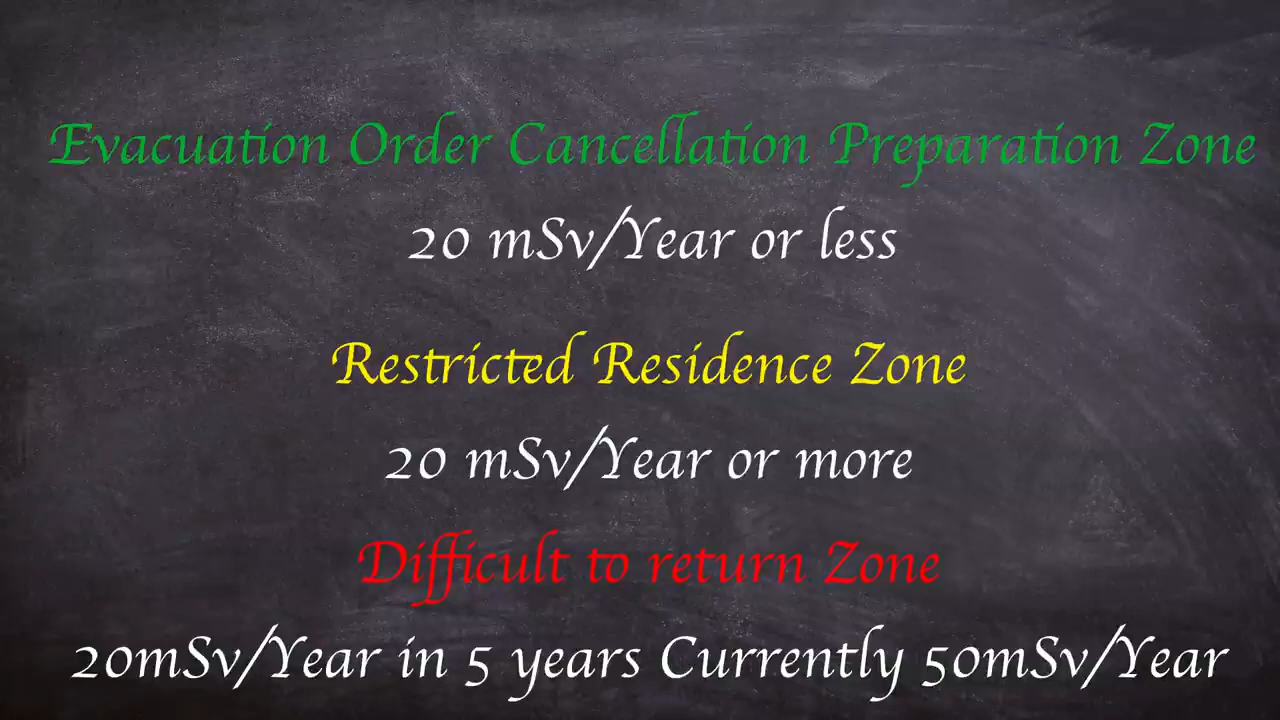 Evacuation Order Cancellation Preparation Zone
20 mSv/Year or less
Restricted Residence Zone
20 mSv/Year or more
Difficult to return Zone
20mSv/Year in 5 years Currently 50mSv/Year